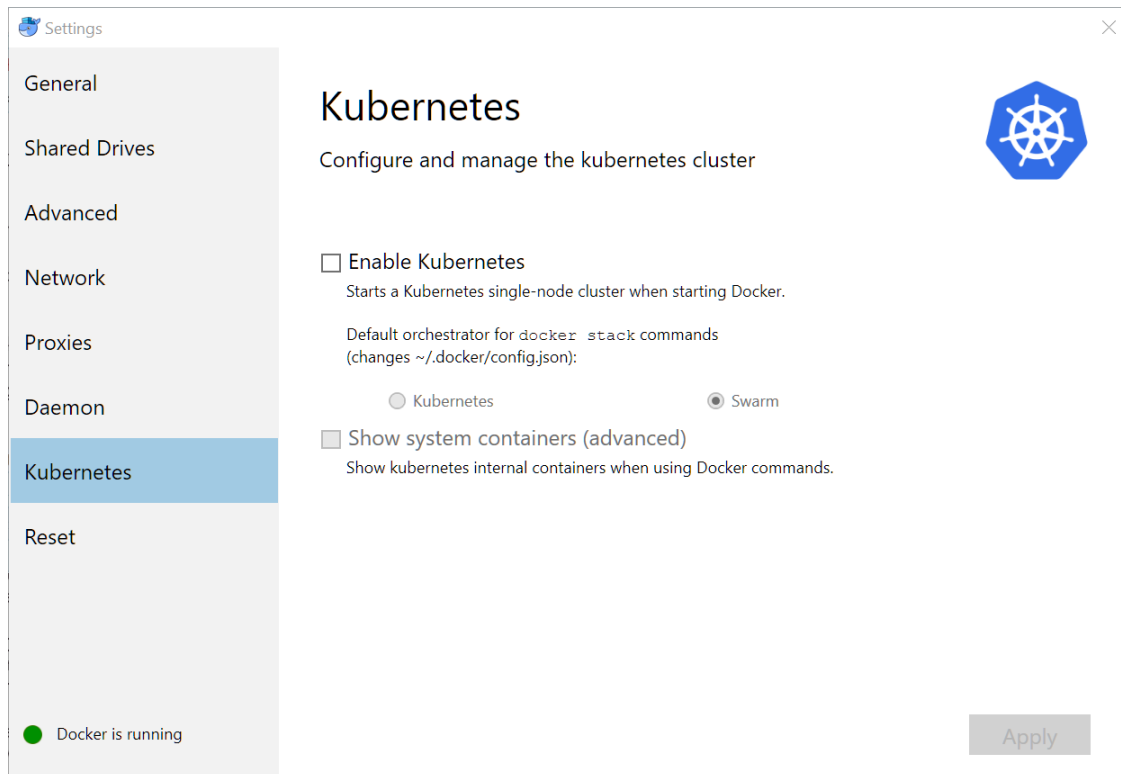 Settings
General
Shared Drives
Advanced
Network
Proxies
Daemon
Kubernetes
Reset
Docker is running
Kubernetes
Configure and manage the kubernetes cluster
Enable Kubernetes
Starts a Kubernetes single-node cluster when starting Docker.
Default orchestrator for docker stack commands
(changes ~/.docker/config.json):
Kubernetes Swarm
Show system containers (advanced)
Show kubernetes internal containers when using Docker commands.
Apply